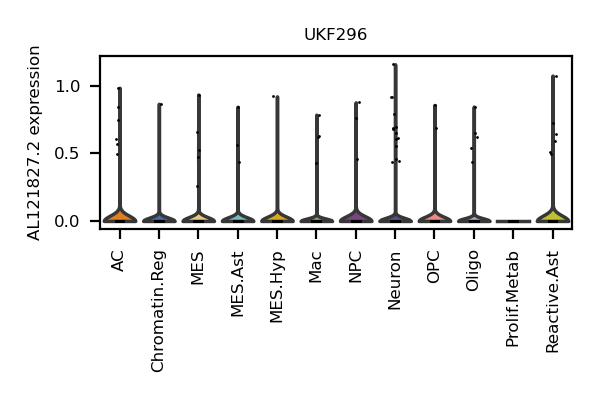 UKF296
AL121827.2 expression
1.0
0.5
0.0
AC
Chromatin.Reg
MES
MES.Ast
MES.Hyp
Mac
NPC
Neuron
OPC
Oligo
Prolif.Metab
Reactive.Ast